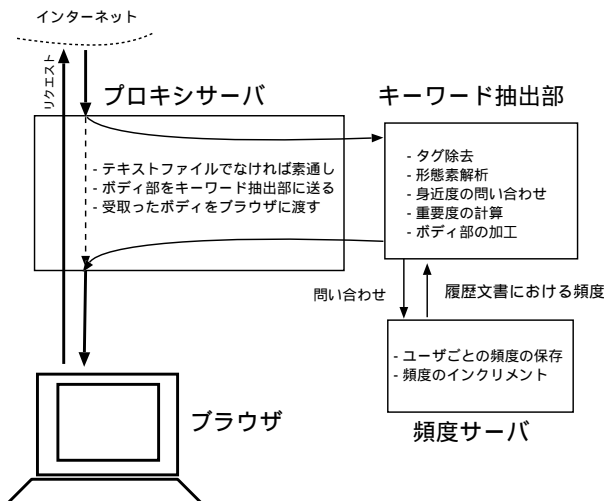 インターネット
リクエスト
プロキシサーバ
キーワード抽出部
- テキストファイルでなければ素通し
- ボディ部をキーワード抽出部に送る
- 受取ったボディをブラウザに渡す
- タグ除去
- 形態素解析
- 身近度の問い合わせ
- 重要度の計算
- ボディ部の加工
問い合わせ
履歴文書における頻度
- ユーザごとの頻度の保存
- 頻度のインクリメント
ブラウザ
頻度サーバ